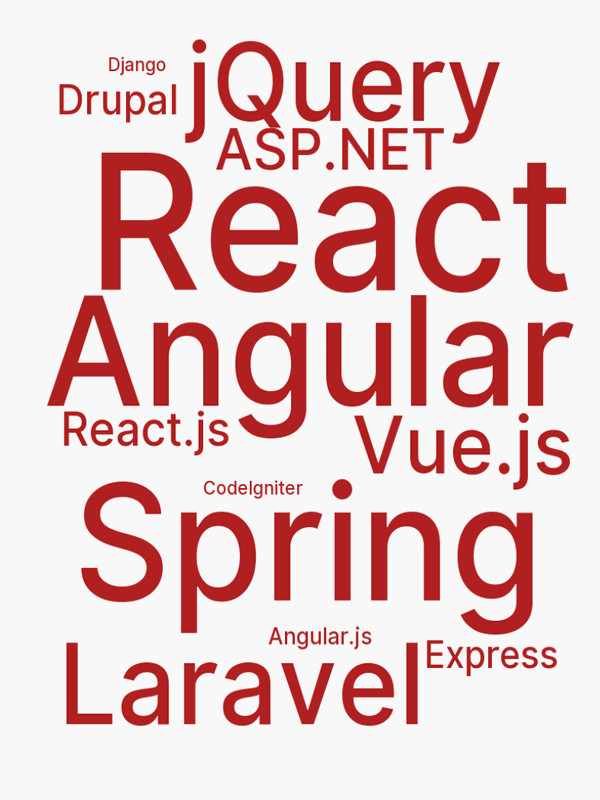 jQuery
Django
Drupal
ASP.NET
React
Angular
React.js
Vue.js
CodeIgniter
Spring
Angular.js
Express
Laravel